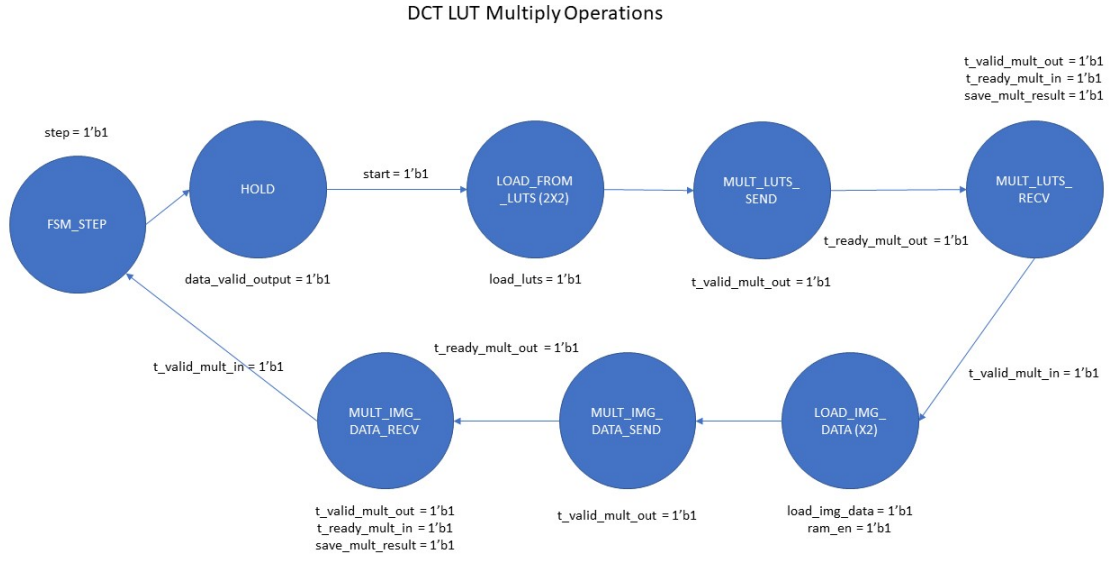 DCT LUT Multiply Operations
t_valid_mult_out = 1'b1
t_ready_mult_in = 1'b1
save_mult_result = 1'b1
step = 1'b1
FSM_STEP
HOLD
data_valid_output = 1'b1
start = 1'b1
LOAD_FROM
_LUTS (2X2)
load_luts = 1'b1
MULT_LUTS_
SEND
t_valid_mult_out = 1'b1
t_ready_mult_out = 1'b1
MULT_LUTS_
RECV
t_valid_mult_in = 1'b1
LOAD_IMG_
DATA (X2)
load_img_data = 1'b1
ram_en = 1'b1
MULT_IMG_
DATA_SEND
t_valid_mult_out = 1'b1
t_ready_mult_out = 1'b1
MULT_IMG_
DATA_RECV
t_valid_mult_out = 1'b1
t_ready_mult_in = 1'b1
save_mult_result = 1'b1
t_valid_mult_in = 1'b1